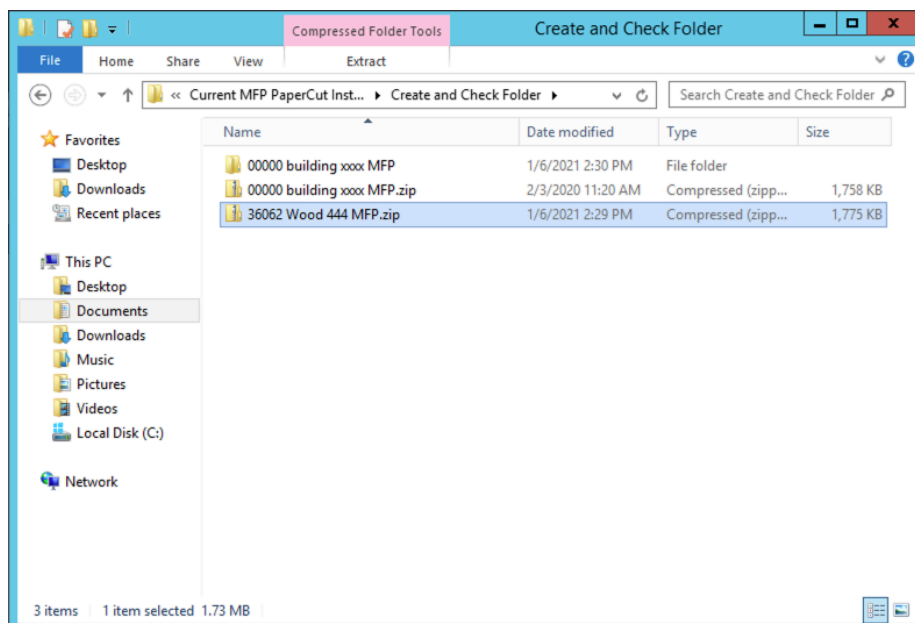 Compressed Folder Tools Create and Check Folder
File Home Share View Extract
« Current MFP PaperCut Inst... Create and Check Folder Search Create and Check Folder
Favorites
Desktop
Downloads
Recent places
This PC
Desktop
Documents
Downloads
Music
Pictures
Videos
Local Disk (C:)
Network
Name Date modified Type Size
00000 building xxxx MFP 1/6/2021 2:30 PM File folder
00000 building xxxx MFP.zip 2/3/2020 11:20 AM Compressed (zipp... 1,758 KB
36062 Wood 444 MFP.zip 1/6/2021 2:29 PM Compressed (zipp... 1,775 KB
3 items 1 item selected 1.73 MB